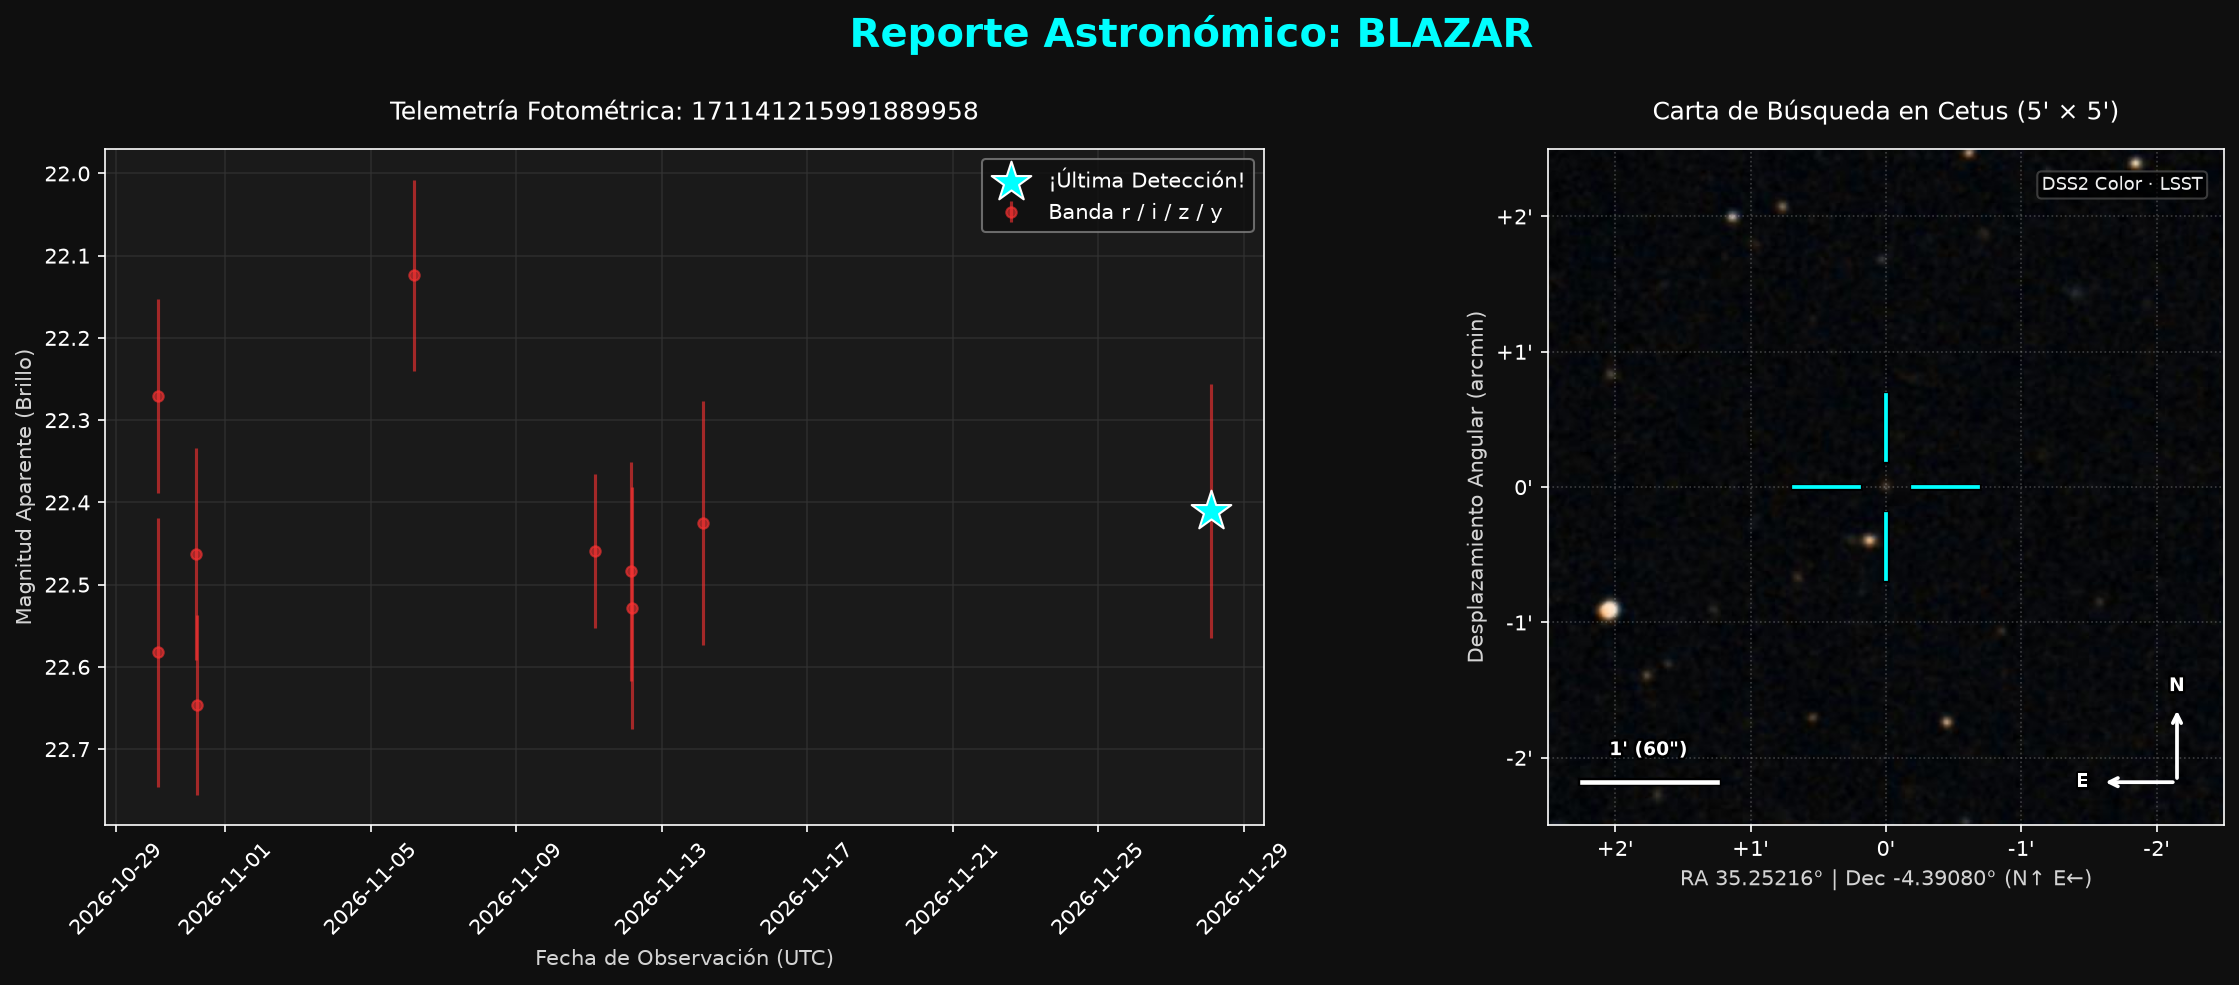 Reporte Astronómico: BLAZAR
Telemetría Fotométrica: 171141215991889958
Magnitud Aparente (Brillo)
22.0
22.1
22.2
22.3
22.4
22.5
22.6
22.7
¡Última Detección!
Banda r / i / z / y
2026-10-29
2026-11-01
2026-11-05
2026-11-09
2026-11-13
2026-11-17
2026-11-21
2026-11-25
2026-11-29
Fecha de Observación (UTC)
Carta de Búsqueda en Cetus (5' × 5')
Desplazamiento Angular (arcmin)
+2'
+1'
0'
-1'
-2'
DSS2 Color · LSST
N
E
1' (60")
+2'
+1'
0'
-1'
-2'
RA 35.25216° | Dec -4.39080° (N↑ E←)